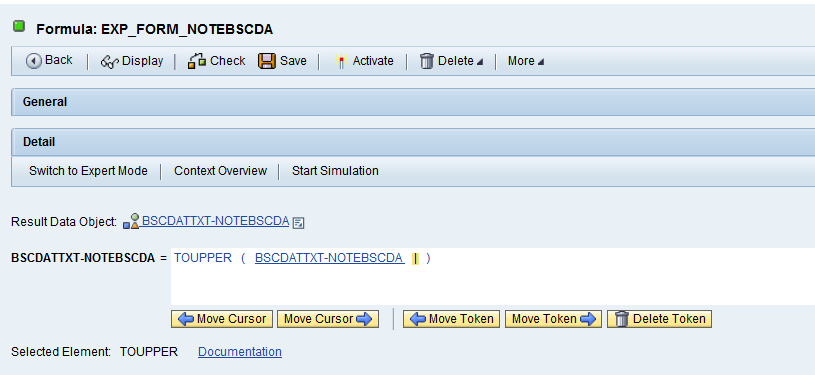 Formula: EXP_FORM_NOTEBSCDA
Back Display Check Save Activate Delete More
General
Detail
Switch to Expert Mode Context Overview Start Simulation
Result Data Object: BSCDATTXT-NOTEBSCDA
BSCDATTXT-NOTEBSCDA = TOUPPER ( BSCDATTXT-NOTEBSCDA | )
Move Cursor Move Cursor Move Token Move Token Delete Token
Selected Element: TOUPPER Documentation